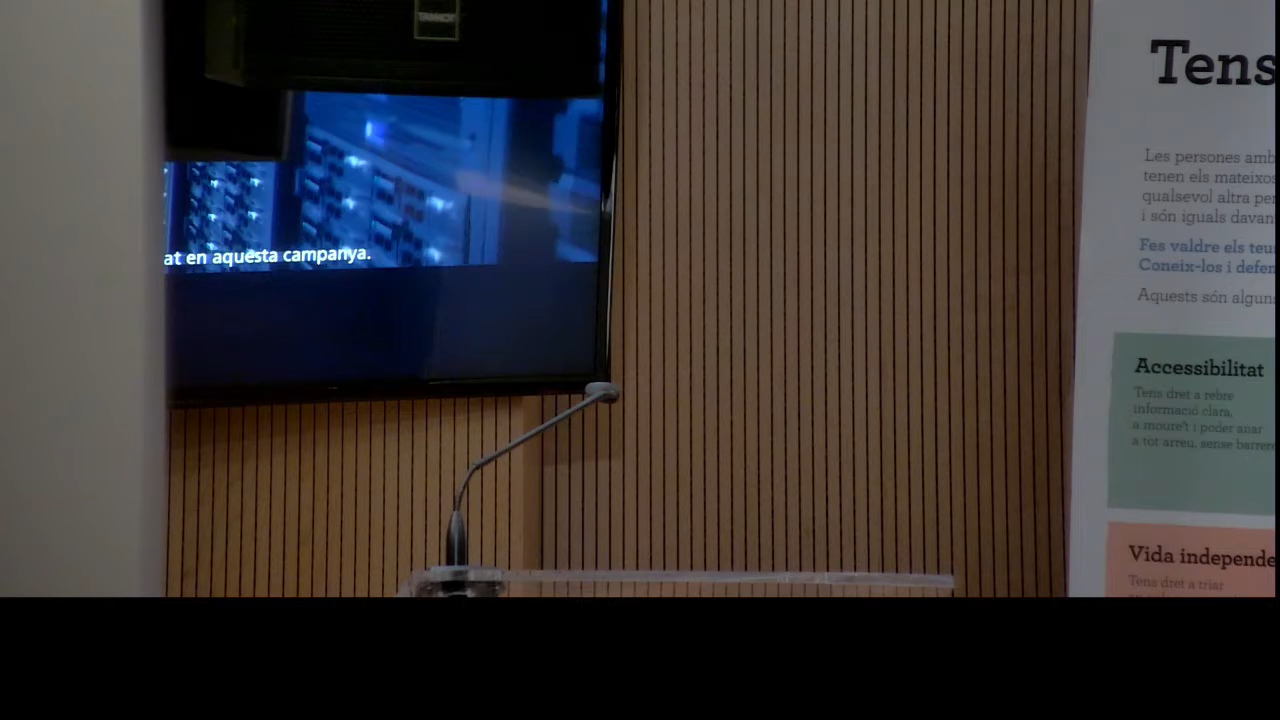 TANNOY
at en aquesta campanya.
Tens
Les persones amb
tenen els mateixos
qualsevol altra per
i són iguals davan
Fes valdre els teu
Coneix-los i defen
Aquests són alguns
Accessibilitat
Tens dret a rebre
informació clara,
a moure't i poder anar
a tot arreu, sense barrere
Vida independe
Tens dret a triar